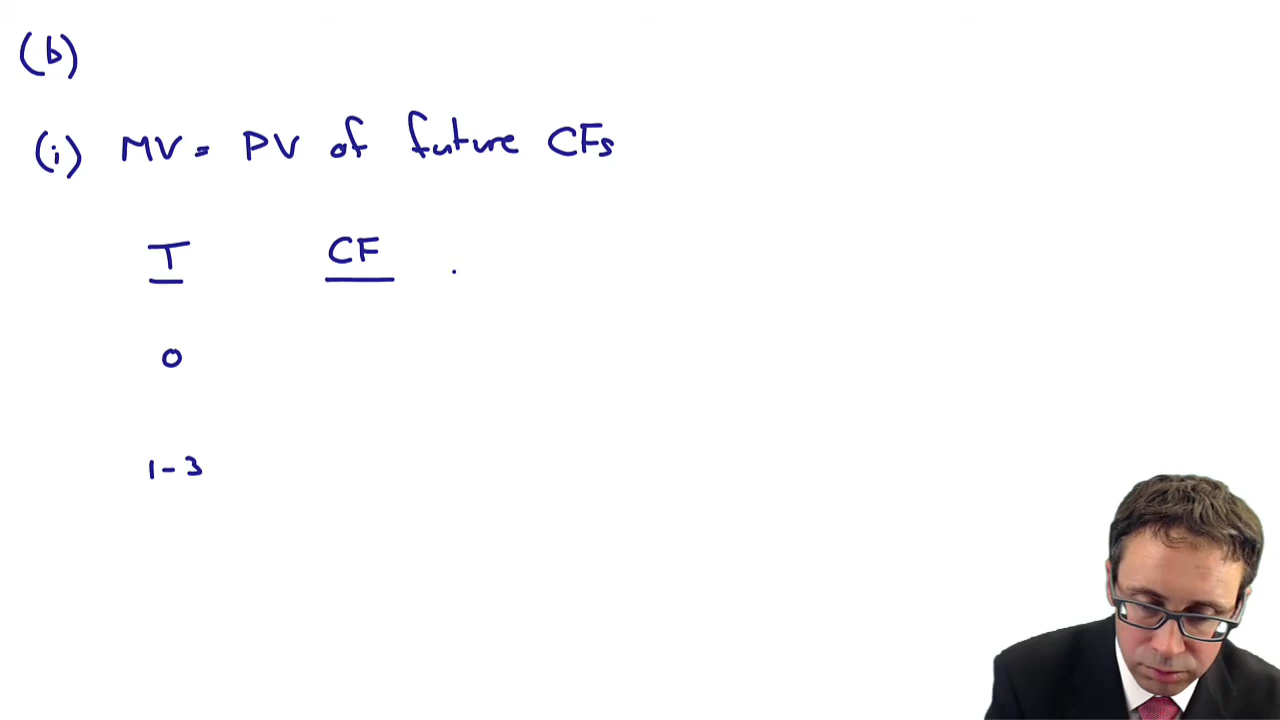 (b)
(i) MV = PV of future CFs
T CF
0
1-3